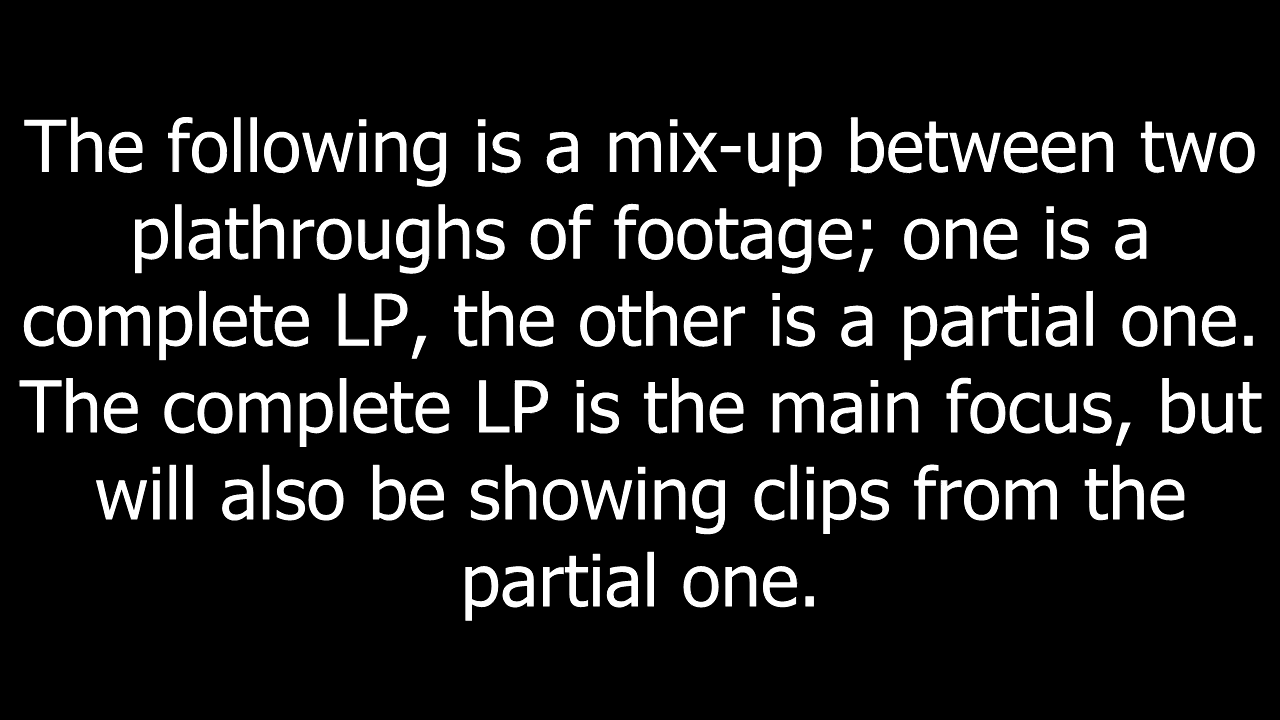 The following is a mix-up between two
plathroughs of footage; one is a
complete LP, the other is a partial one.
The complete LP is the main focus, but
will also be showing clips from the
partial one.